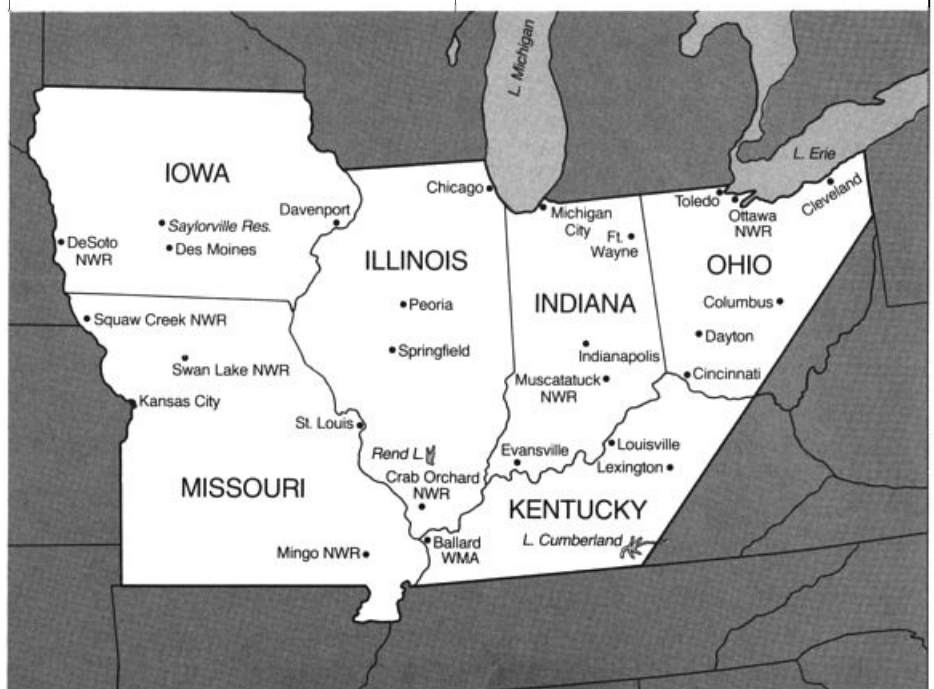 L. Michigan
L. Erie
IOWA
Saylorville Res.
Des Moines
DeSoto
NWR
Davenport
Chicago
ILLINOIS
Peoria
Springfield
Michigan
City
Ft.
Wayne
INDIANA
Indianapolis
Muscatatuck
NWR
Toledo
Ottawa
NWR
Cleveland
OHIO
Columbus
Dayton
Cincinnati
Squaw Creek NWR
Swan Lake NWR
Kansas City
St. Louis
MISSOURI
Mingo NWR
Rend L.
Crab Orchard
NWR
Evansville
Louisville
Lexington
KENTUCKY
L. Cumberland
Ballard
WMA